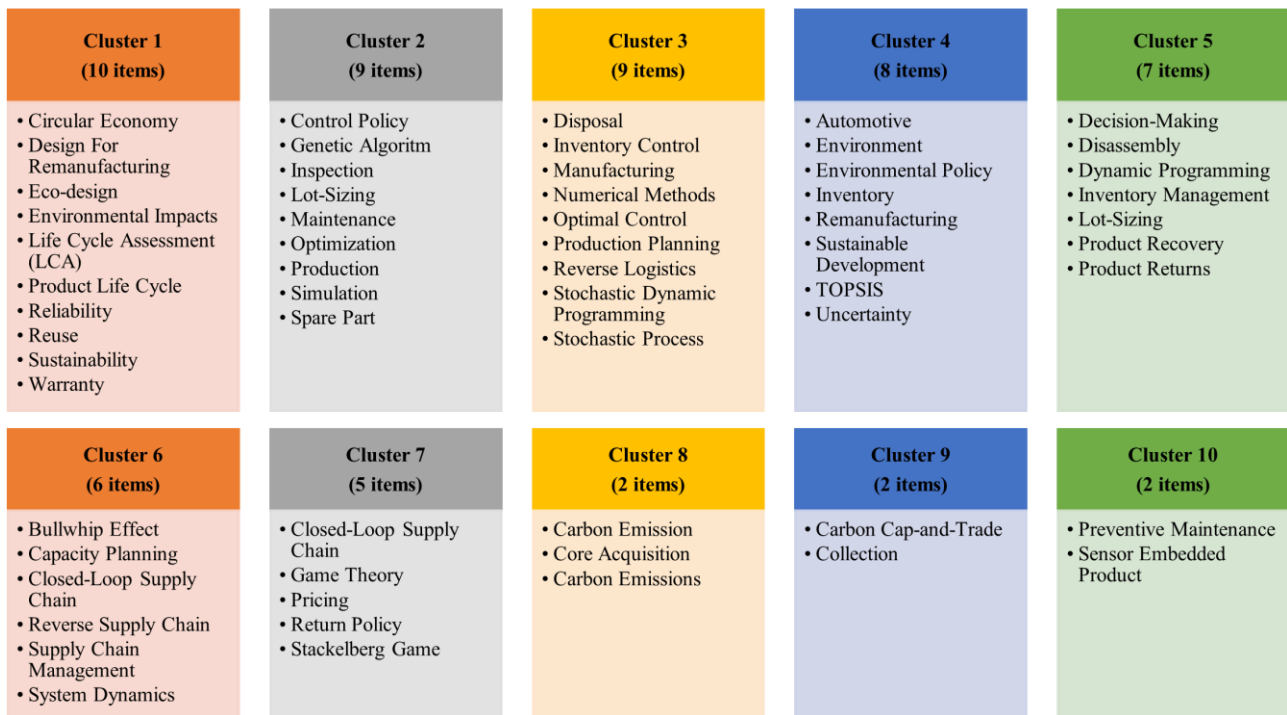 Cluster 1
(10 items)
• Circular Economy
• Design For
Remanufacturing
• Eco-design
• Environmental Impacts
• Life Cycle Assessment
(LCA)
• Product Life Cycle
• Reliability
• Reuse
• Sustainability
• Warranty
Cluster 2
(9 items)
• Control Policy
• Genetic Algoritm
• Inspection
• Lot-Sizing
• Maintenance
• Optimization
• Production
• Simulation
• Spare Part
Cluster 3
(9 items)
• Disposal
• Inventory Control
• Manufacturing
• Numerical Methods
• Optimal Control
• Production Planning
• Reverse Logistics
• Stochastic Dynamic
Programming
• Stochastic Process
Cluster 4
(8 items)
• Automotive
• Environment
• Environmental Policy
• Inventory
• Remanufacturing
• Sustainable
Development
• TOPSIS
• Uncertainty
Cluster 5
(7 items)
• Decision-Making
• Disassembly
• Dynamic Programming
• Inventory Management
• Lot-Sizing
• Product Recovery
• Product Returns
Cluster 6
(6 items)
• Bullwhip Effect
• Capacity Planning
• Closed-Loop Supply
Chain
• Reverse Supply Chain
• Supply Chain
Management
• System Dynamics
Cluster 7
(5 items)
• Closed-Loop Supply
Chain
• Game Theory
• Pricing
• Return Policy
• Stackelberg Game
Cluster 8
(2 items)
• Carbon Emission
• Core Acquisition
• Carbon Emissions
Cluster 9
(2 items)
• Carbon Cap-and-Trade
• Collection
Cluster 10
(2 items)
• Preventive Maintenance
• Sensor Embedded
Product